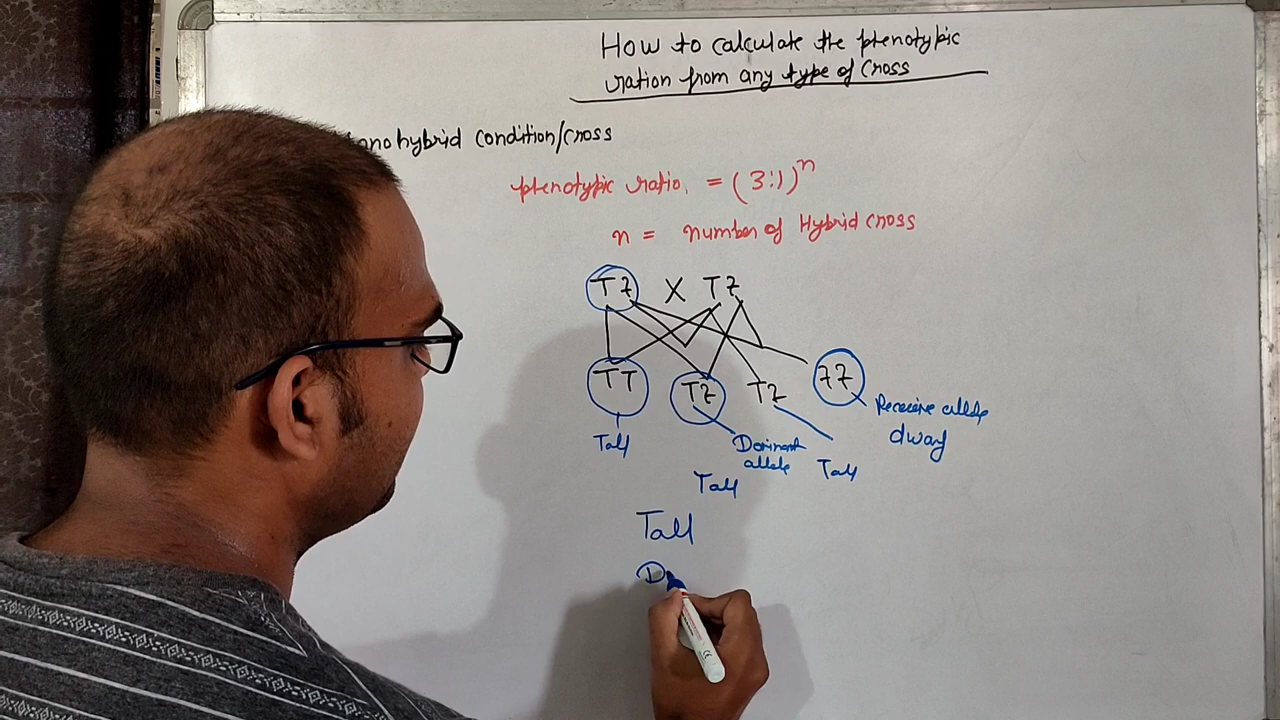 How to calculate the phenotypic
ration from any type of cross
onohybrid condition/cross
phenotypic ratio. = (3:1)ⁿ
n = number of Hybrid cross
Tt X Tt
TT Tt Tt tt
Recessive allele
dwarf
Tall
Dominant
allele
Tall
Tall
Tall
D